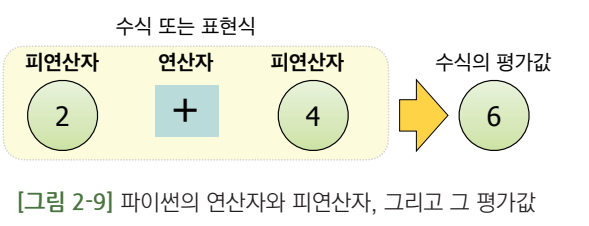 수식 또는 표현식
피연산자 연산자 피연산자 수식의 평가값
2 + 4 6
[그림 2-9] 파이썬의 연산자와 피연산자, 그리고 그 평가값